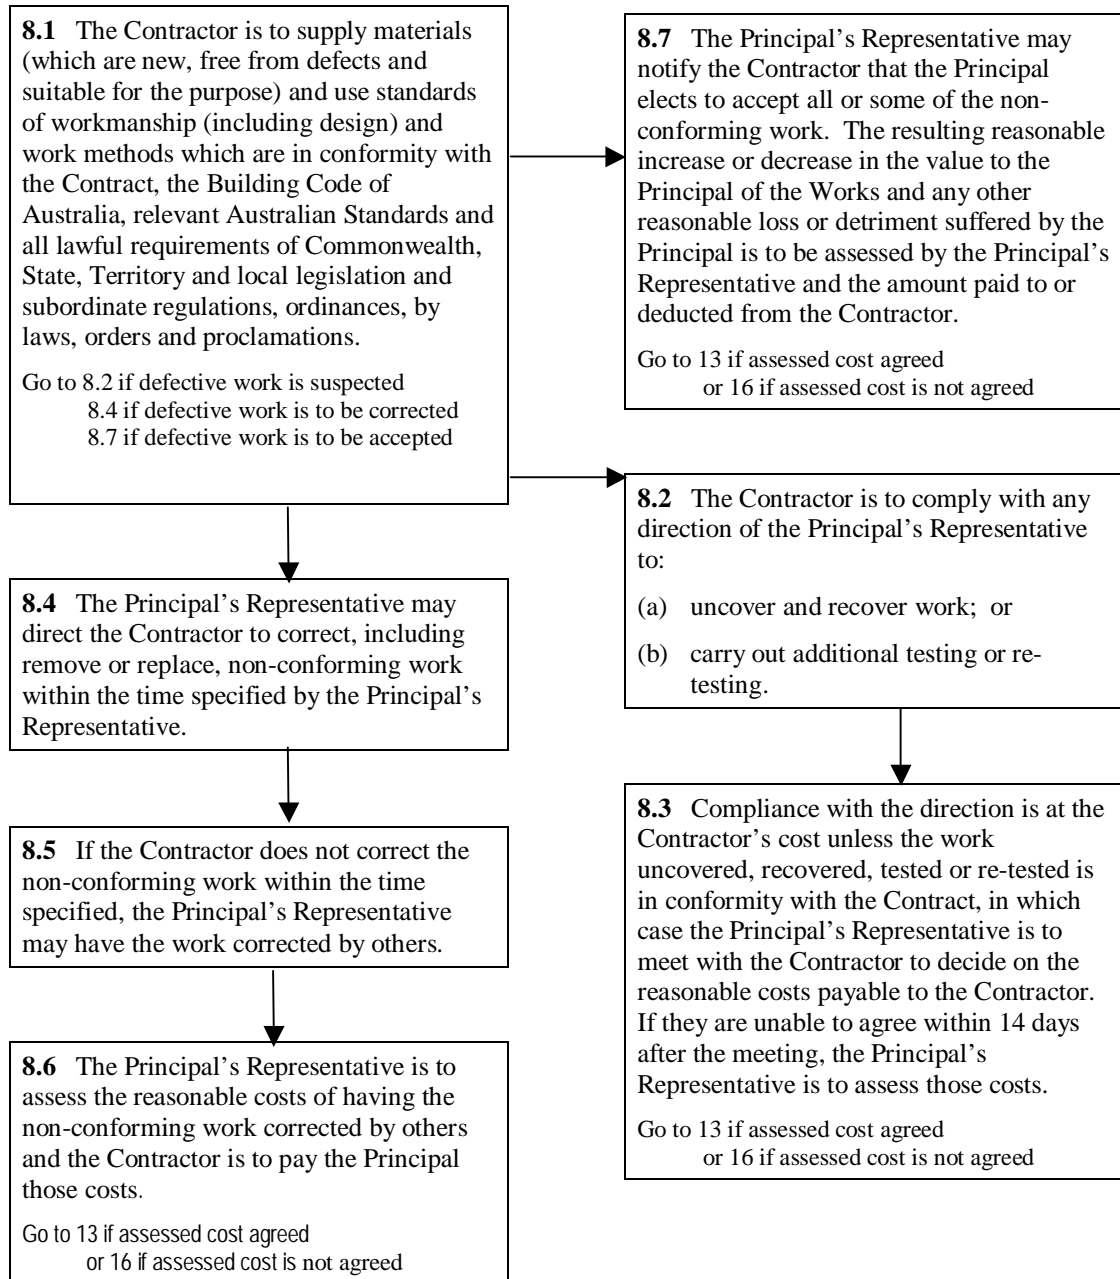 8.1 The Contractor is to supply materials
(which are new, free from defects and
suitable for the purpose) and use standards
of workmanship (including design) and
work methods which are in conformity with
the Contract, the Building Code of
Australia, relevant Australian Standards and
all lawful requirements of Commonwealth,
State, Territory and local legislation and
subordinate regulations, ordinances, by
laws, orders and proclamations.
Go to 8.2 if defective work is suspected
8.4 if defective work is to be corrected
8.7 if defective work is to be accepted
8.7 The Principal’s Representative may
notify the Contractor that the Principal
elects to accept all or some of the non-
conforming work. The resulting reasonable
increase or decrease in the value to the
Principal of the Works and any other
reasonable loss or detriment suffered by the
Principal is to be assessed by the Principal’s
Representative and the amount paid to or
deducted from the Contractor.
Go to 13 if assessed cost agreed
or 16 if assessed cost is not agreed
8.2 The Contractor is to comply with any
direction of the Principal’s Representative
to:
(a) uncover and recover work; or
(b) carry out additional testing or re-
testing.
8.3 Compliance with the direction is at the
Contractor’s cost unless the work
uncovered, recovered, tested or re-tested is
in conformity with the Contract, in which
case the Principal’s Representative is to
meet with the Contractor to decide on the
reasonable costs payable to the Contractor.
If they are unable to agree within 14 days
after the meeting, the Principal’s
Representative is to assess those costs.
Go to 13 if assessed cost agreed
or 16 if assessed cost is not agreed
8.4 The Principal’s Representative may
direct the Contractor to correct, including
remove or replace, non-conforming work
within the time specified by the Principal’s
Representative.
8.5 If the Contractor does not correct the
non-conforming work within the time
specified, the Principal’s Representative
may have the work corrected by others.
8.6 The Principal’s Representative is to
assess the reasonable costs of having the
non-conforming work corrected by others
and the Contractor is to pay the Principal
those costs.
Go to 13 if assessed cost agreed
or 16 if assessed cost is not agreed